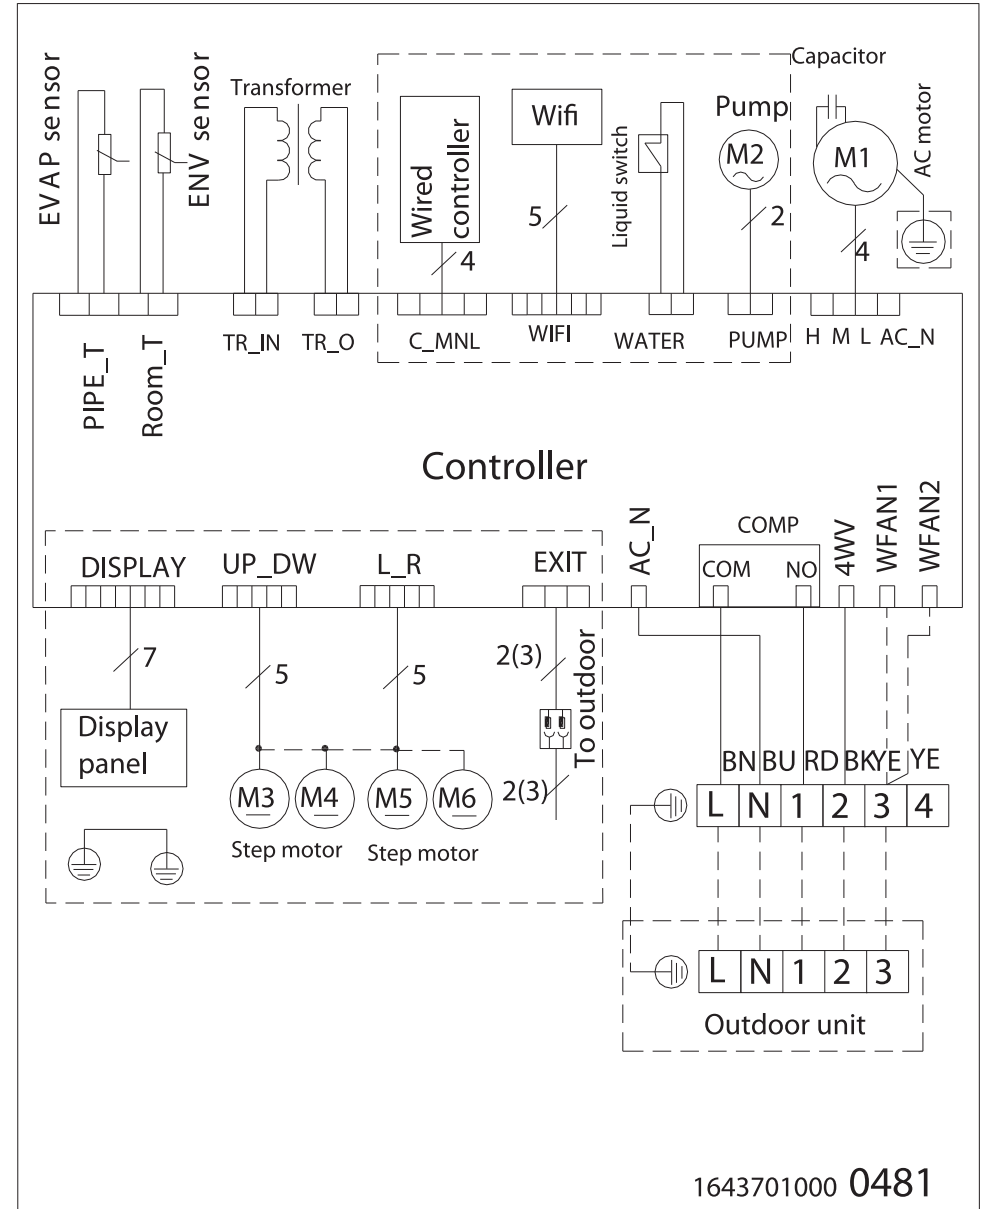 EVAP sensor
ENV sensor
Transformer
Wired
controller
Wifi
Liquid switch
Pump
M2
Capacitor
M1
AC motor
4
5
2
4
PIPE_T
Room_T
TR_IN
TR_O
C_MNL
WIFI
WATER
PUMP
H M L AC_N
Controller
DISPLAY
UP_DW
L_R
EXIT
AC_N
COMP
COM
NO
4WV
WFAN1
WFAN2
7
5
5
2(3)
To outdoor
2(3)
Display
panel
M3
M4
M5
M6
Step motor
Step motor
BN
BU
RD
BK
YE
YE
L N 1 2 3 4
L N 1 2 3
Outdoor unit
1643701000 0481